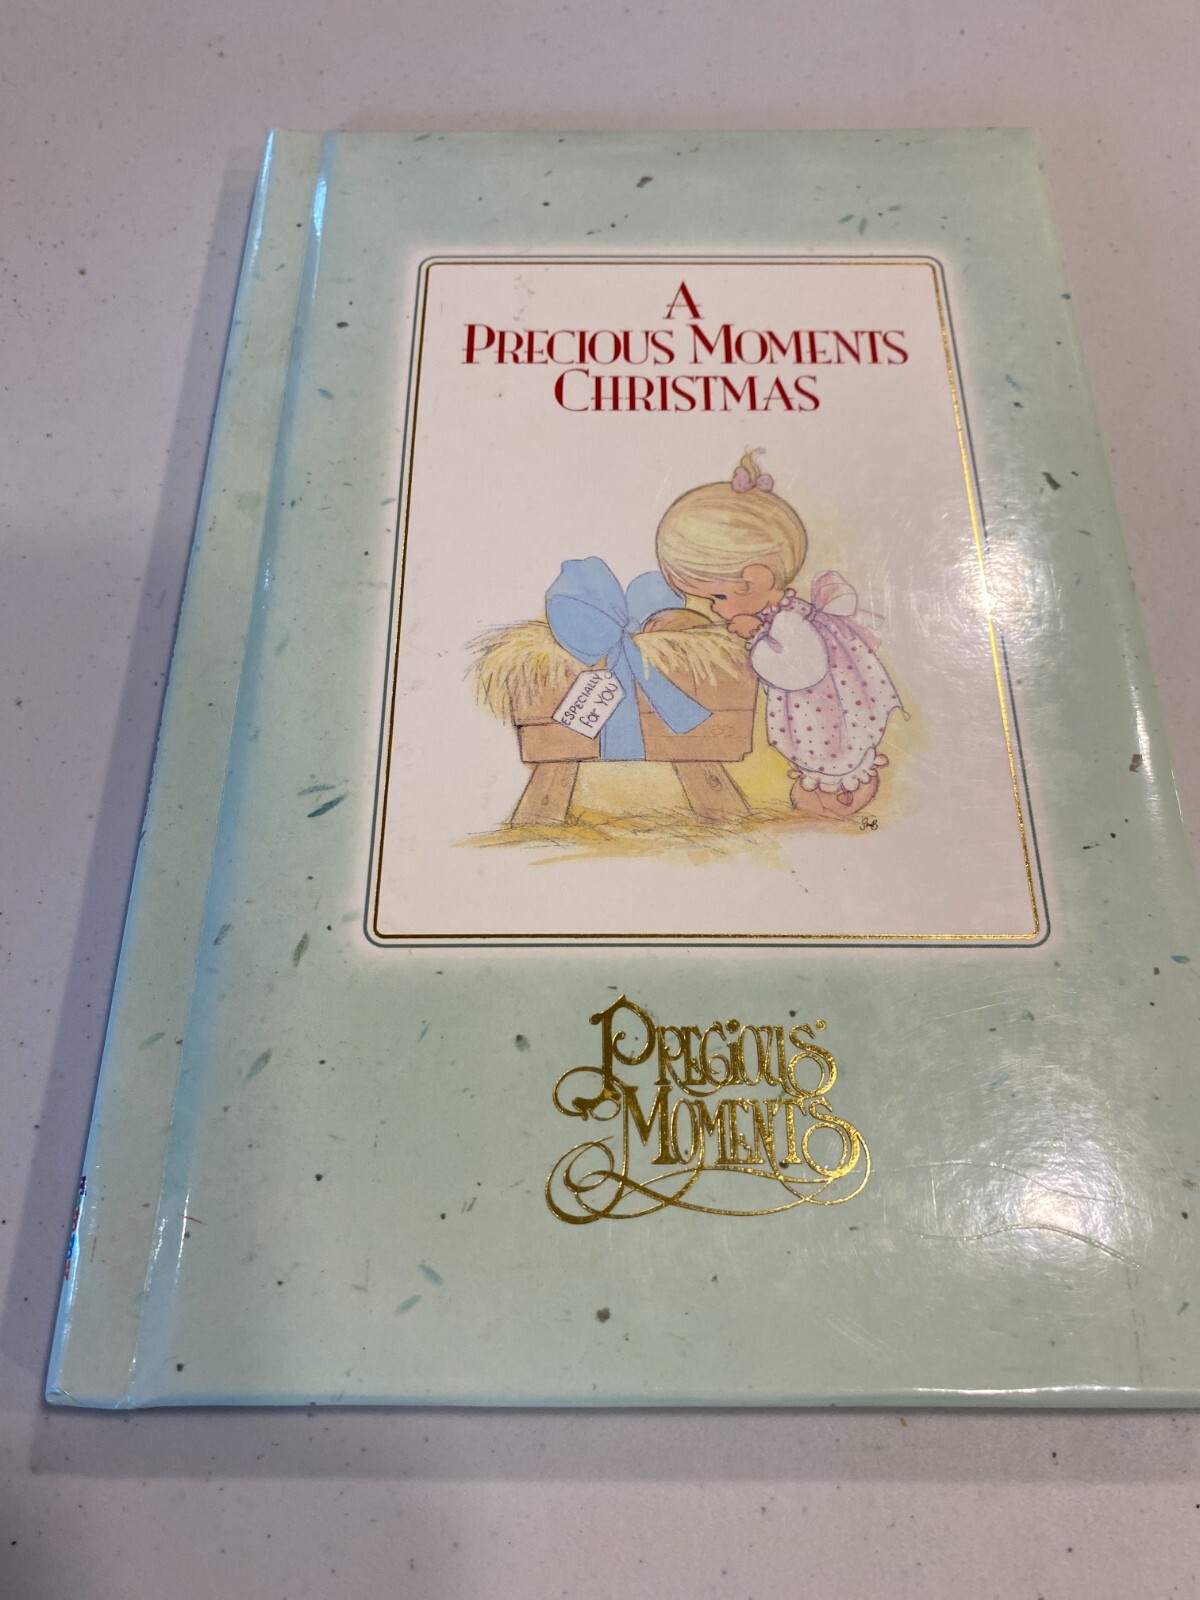 A
PRECIOUS MOMENTS
CHRISTMAS
ESPECIALLY
for YOU
PRECIOUS
MOMENTS